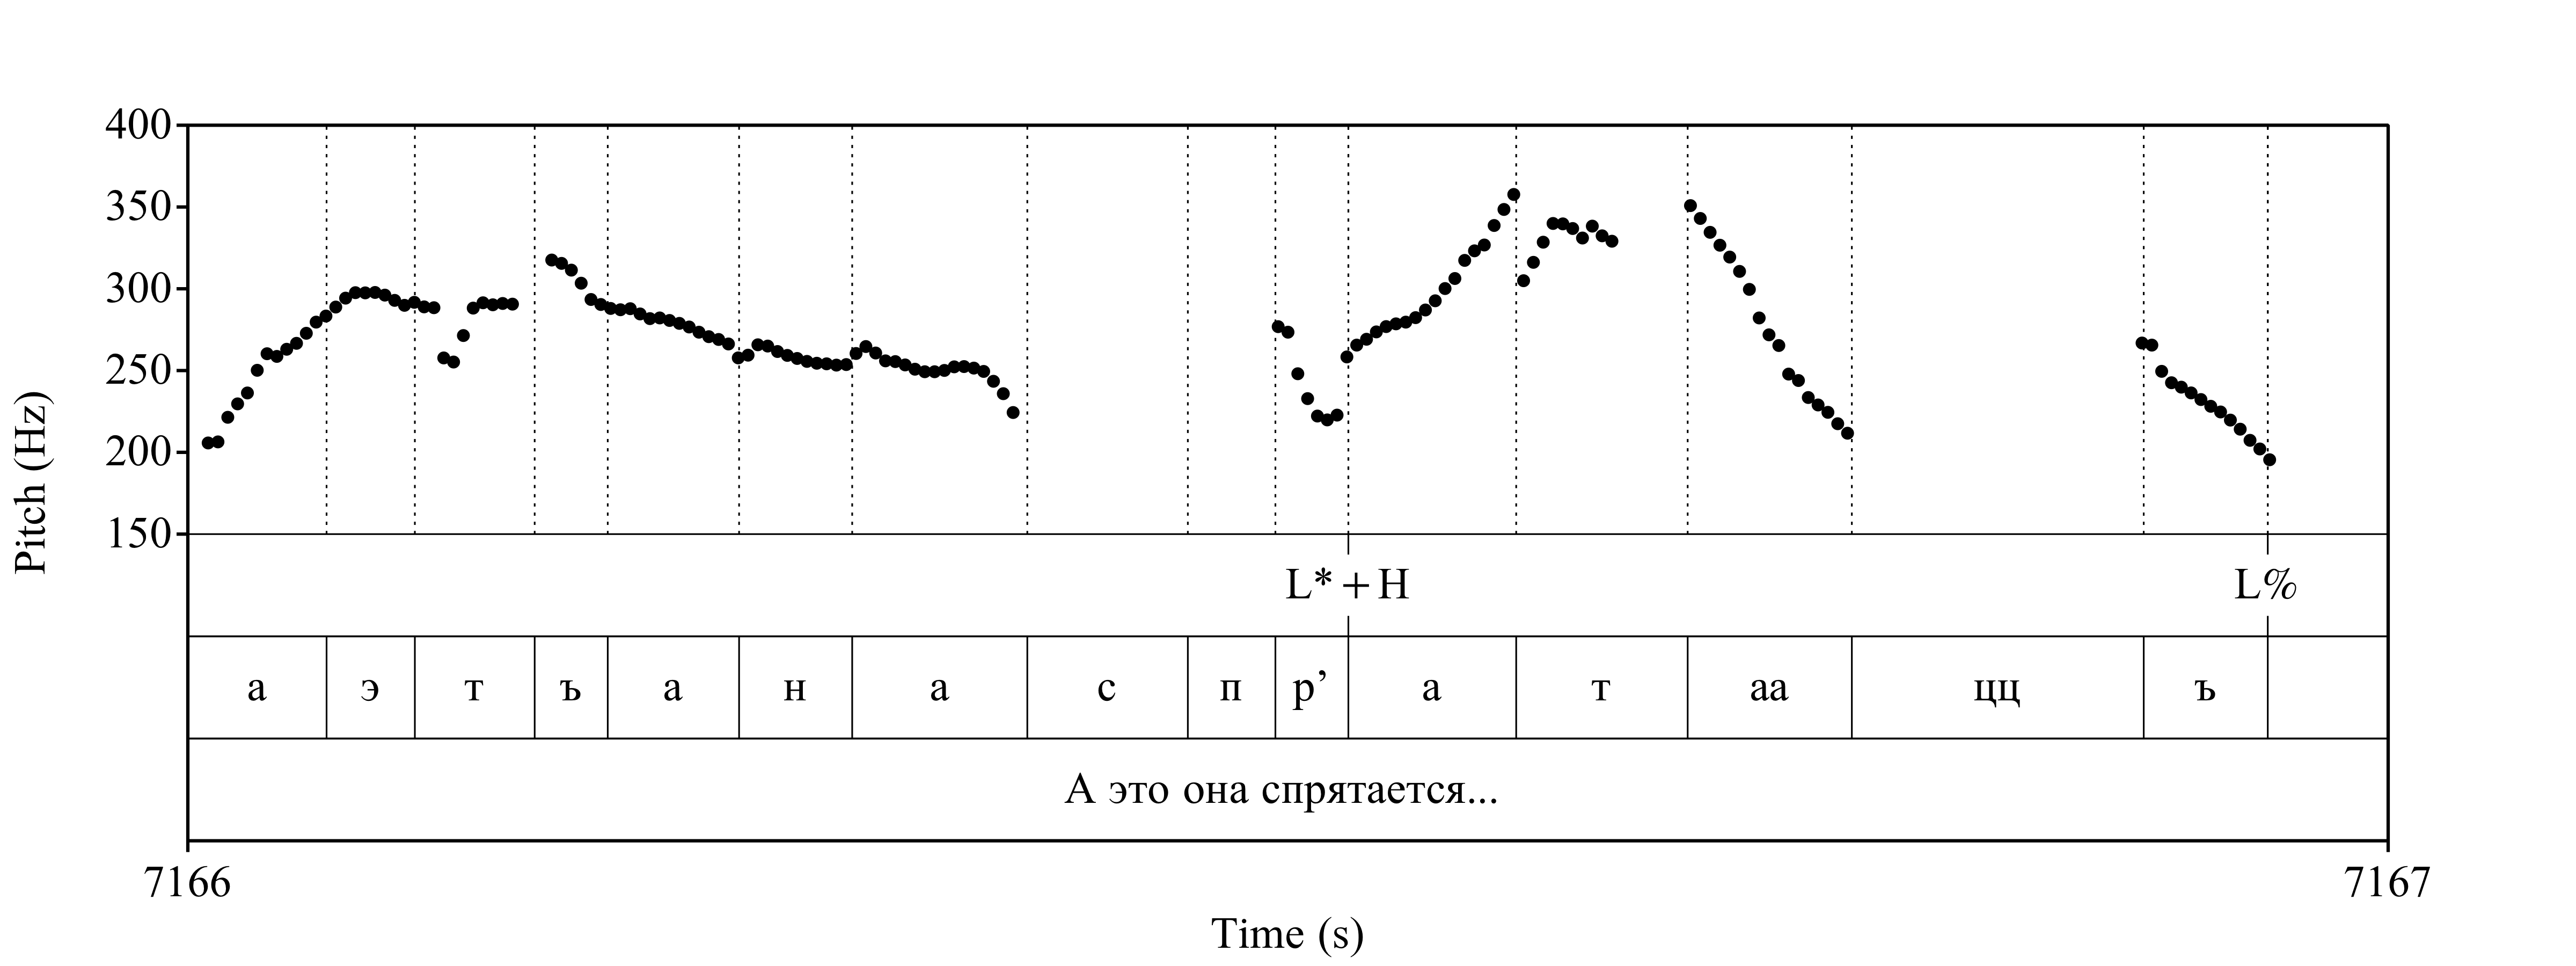 400
350
300
250
200
150
Pitch (Hz)
L*+H L%
а э т ъ а н а с п р’ а т аа цц ъ
А это она спрятается...
7166 7167
Time (s)